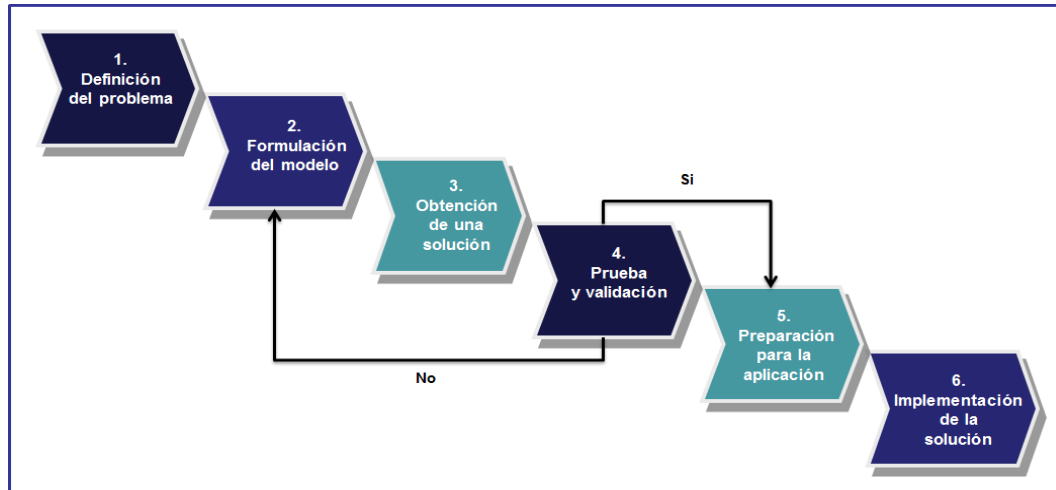 1.
Definición
del problema
2.
Formulación
del modelo
3.
Obtención
de una
solución
Si
4.
Prueba
y validación
No
5.
Preparación
para la
aplicación
6.
Implementación
de la
solución